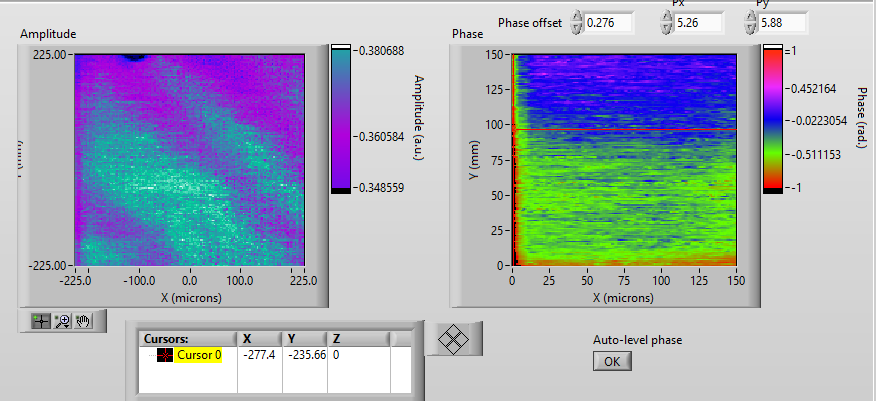 Px
Py
Phase offset
0.276
5.26
5.88
Amplitude
Phase
225.00
-225.00
-225.0
-100.0
0.0
100.0
225.0
X (microns)
-0.380688
-0.360584
-0.348559
Amplitude (a.u.)
150
125
100
75
50
25
0
Y (mm)
0
25
50
75
100
125
150
X (microns)
1
0.452164
-0.0223054
-0.511153
-1
Phase (rad.)
Cursors:
X
Y
Z
Cursor 0
-277.4
-235.66
0
Auto-level phase
OK